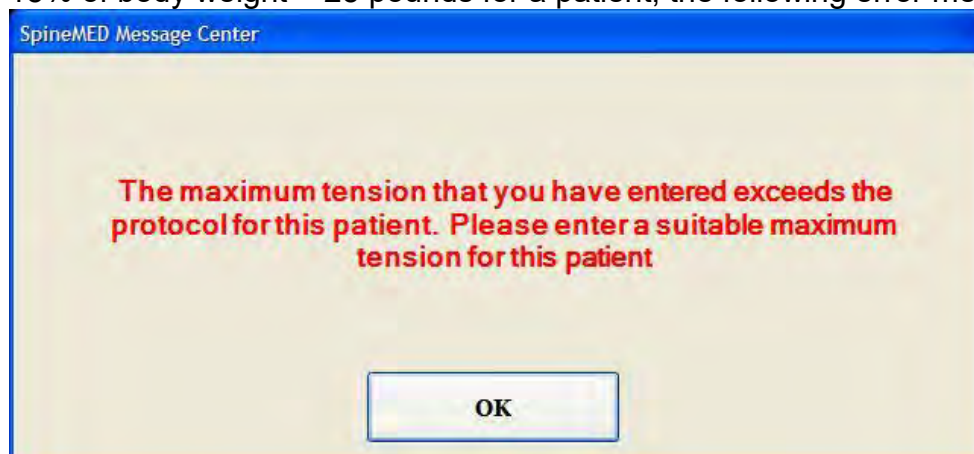 SpineMED Message Center
The maximum tension that you have entered exceeds the
protocol for this patient. Please enter a suitable maximum
tension for this patient
OK